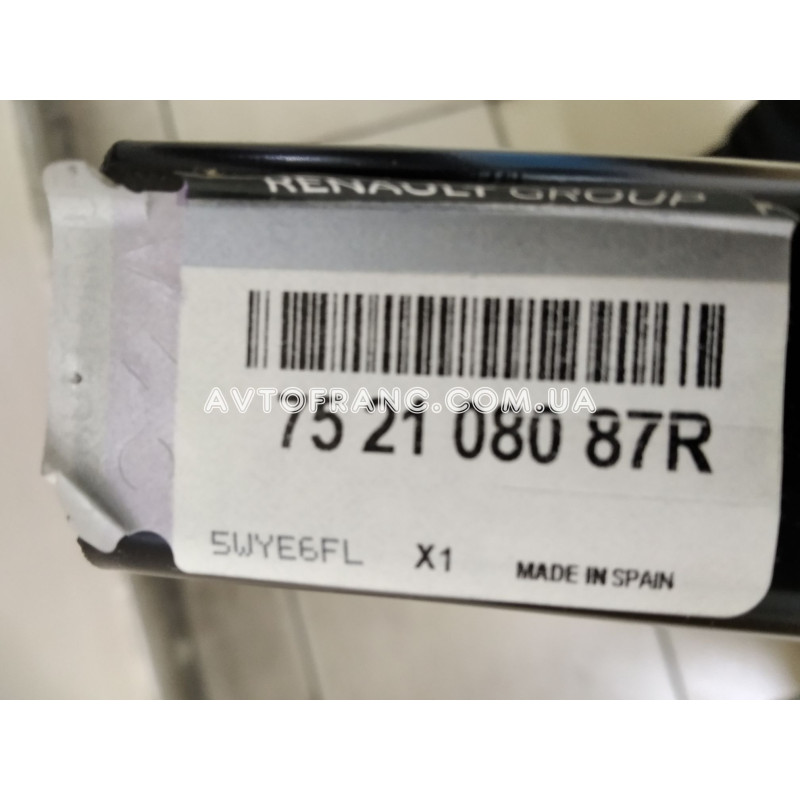 RENAULT GROUP
AVTOFRANC.COM.UA
75 21 080 87R
5WYE6FL X1 MADE IN SPAIN